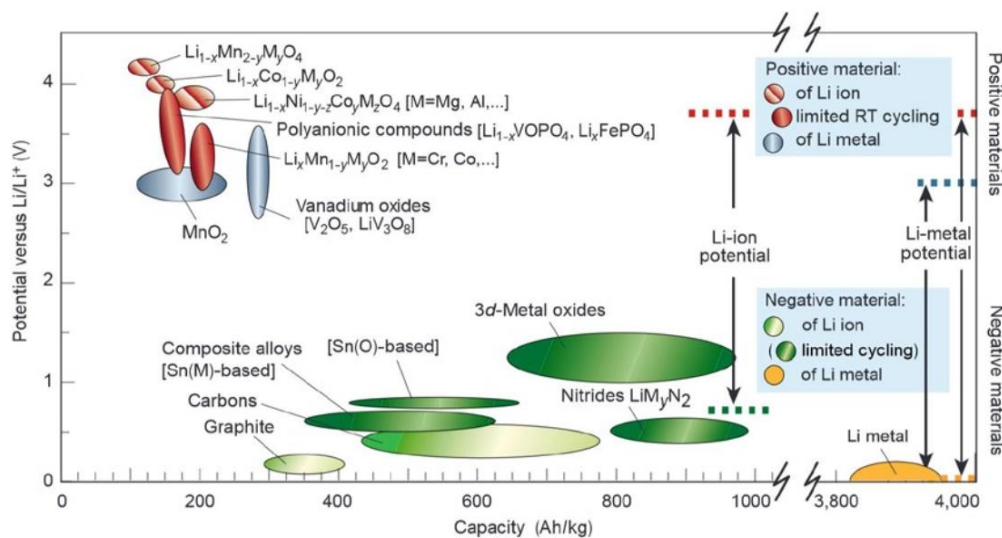 Li1-xMn2-yMyO4
Li1-xCo1-yMyO2
Li1-xNi1-y-zCoyMzO4 [M=Mg, Al,...]
Polyanionic compounds [Li1-xVOPO4, LixFePO4]
LixMn1-yMyO2 [M=Cr, Co,...]
MnO2
Vanadium oxides
[V2O5, LiV3O8]
Positive material:
of Li ion
limited RT cycling
of Li metal
Positive materials
Li-ion
potential
Li-metal
potential
Negative material:
of Li ion
( limited cycling)
of Li metal
Negative materials
3d-Metal oxides
[Sn(O)-based]
Composite alloys
[Sn(M)-based]
Carbons
Graphite
Nitrides LiMyN2
Li metal
Potential versus Li/Li+ (V)
4
3
2
1
0
0 200 400 600 800 1000 3,800 4,000
Capacity (Ah/kg)